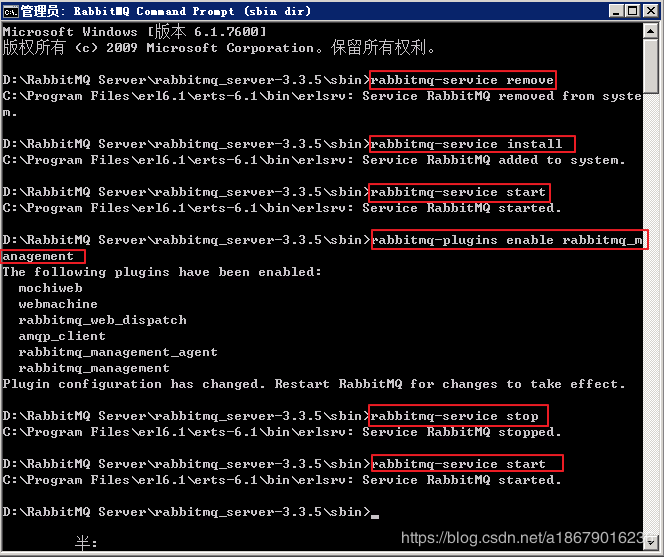 管理员: RabbitMQ Command Prompt (sbin dir)
Microsoft Windows [版本 6.1.7600]
版权所有 (c) 2009 Microsoft Corporation。保留所有权利。
D:\RabbitMQ Server\rabbitmq_server-3.3.5\sbin>rabbitmq-service remove
C:\Program Files\erl6.1\erts-6.1\bin\erlsrv: Service RabbitMQ removed from syste
m.
D:\RabbitMQ Server\rabbitmq_server-3.3.5\sbin>rabbitmq-service install
C:\Program Files\erl6.1\erts-6.1\bin\erlsrv: Service RabbitMQ added to system.
D:\RabbitMQ Server\rabbitmq_server-3.3.5\sbin>rabbitmq-service start
C:\Program Files\erl6.1\erts-6.1\bin\erlsrv: Service RabbitMQ started.
D:\RabbitMQ Server\rabbitmq_server-3.3.5\sbin>rabbitmq-plugins enable rabbitmq_m
anagement
The following plugins have been enabled:
mochiweb
webmachine
rabbitmq_web_dispatch
amqp_client
rabbitmq_management_agent
rabbitmq_management
Plugin configuration has changed. Restart RabbitMQ for changes to take effect.
D:\RabbitMQ Server\rabbitmq_server-3.3.5\sbin>rabbitmq-service stop
C:\Program Files\erl6.1\erts-6.1\bin\erlsrv: Service RabbitMQ stopped.
D:\RabbitMQ Server\rabbitmq_server-3.3.5\sbin>rabbitmq-service start
C:\Program Files\erl6.1\erts-6.1\bin\erlsrv: Service RabbitMQ started.
D:\RabbitMQ Server\rabbitmq_server-3.3.5\sbin>
半: